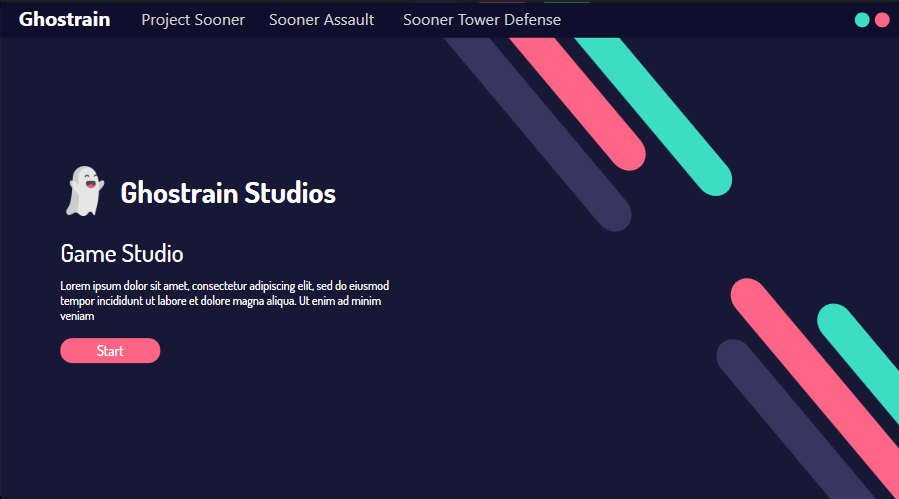 Ghostrain Project Sooner Sooner Assault Sooner Tower Defense
Ghostrain Studios
Game Studio
Lorem ipsum dolor sit amet, consectetur adipiscing elit, sed do eiusmod
tempor incididunt ut labore et dolore magna aliqua. Ut enim ad minim
veniam
Start